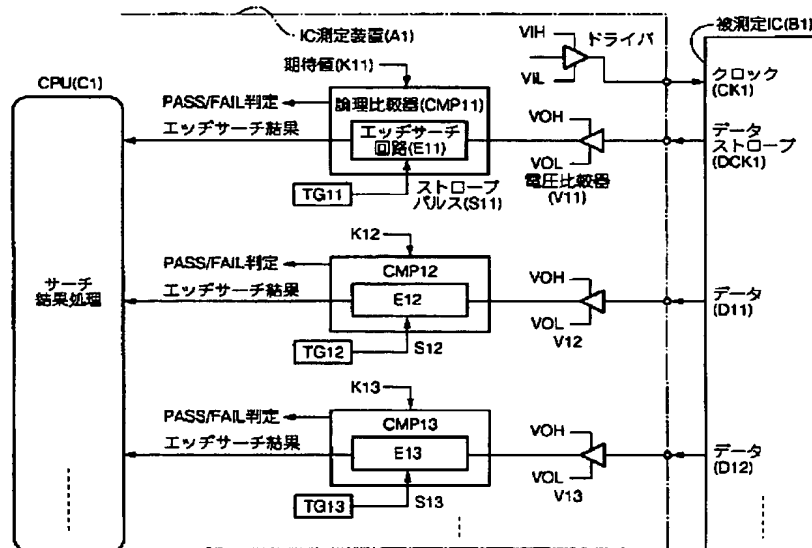 IC測定装置(A1)
VIH
ドライバ
被測定IC(B1)
期待値(K11)
CPU(C1)
VIL
クロック
(CK1)
PASS/FAIL判定
論理比較器(CMP11)
エッヂサーチ結果
エッヂサーチ
回路(E11)
VOH
VOL
データ
ストローブ
(DCK1)
TG11
ストローブ
パルス(S11)
電圧比較器
(V11)
K12
PASS/FAIL判定
CMP12
サーチ
結果処理
エッヂサーチ結果
E12
VOH
VOL
データ
(D11)
TG12
S12
V12
K13
PASS/FAIL判定
CMP13
エッヂサーチ結果
E13
VOH
VOL
データ
(D12)
TG13
S13
V13